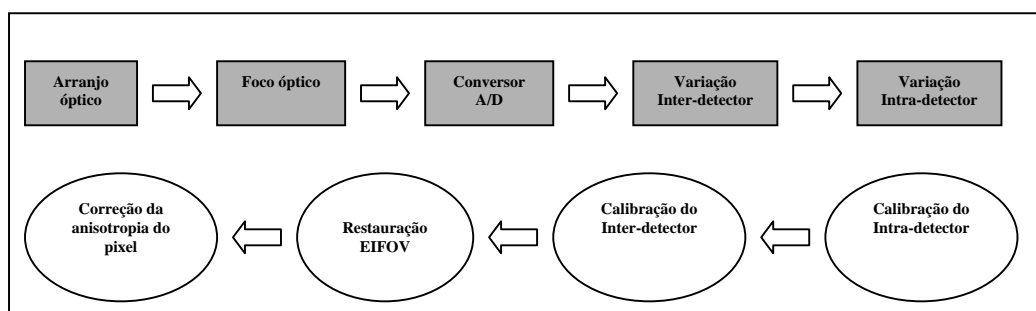 Arranjo
óptico
Foco óptico
Conversor
A/D
Variação
Inter-detector
Variação
Intra-detector
Correção da
anisotropia do
pixel
Restauração
EIFOV
Calibração do
Inter-detector
Calibração do
Intra-detector